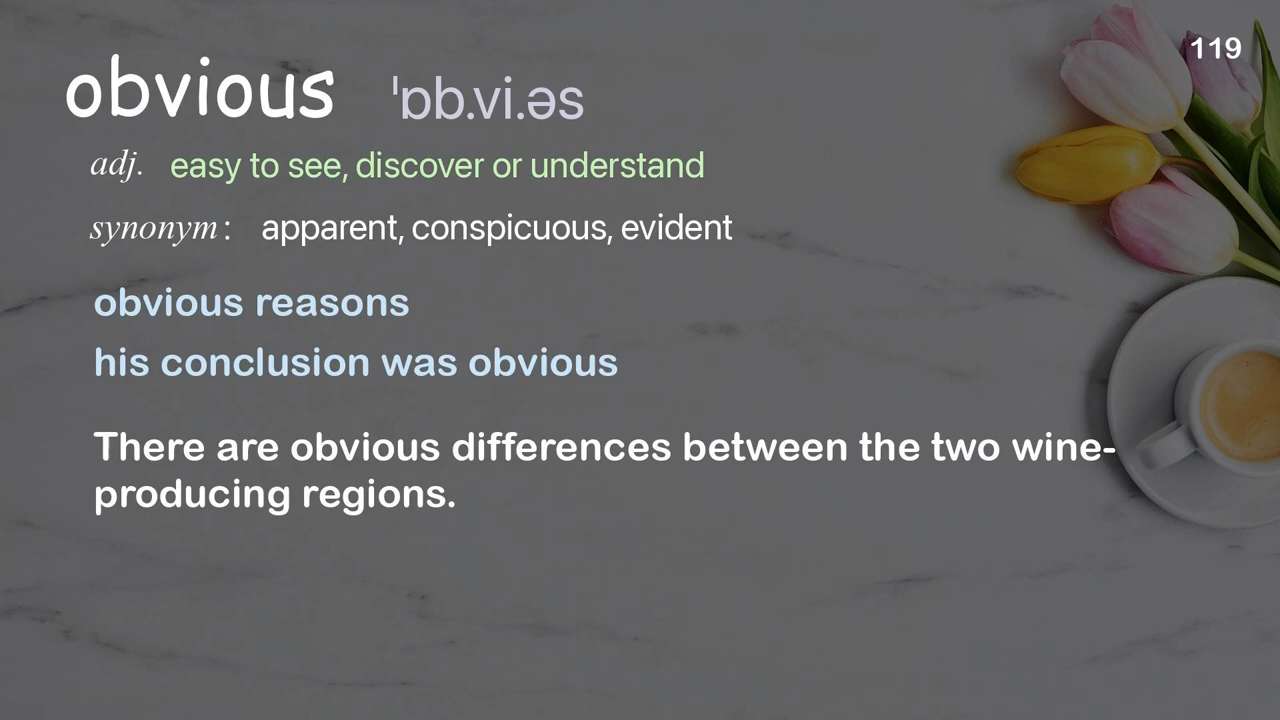 119
obvious ˈɒb.vi.əs
adj. easy to see, discover or understand
synonym: apparent, conspicuous, evident
obvious reasons
his conclusion was obvious
There are obvious differences between the two wine-
producing regions.